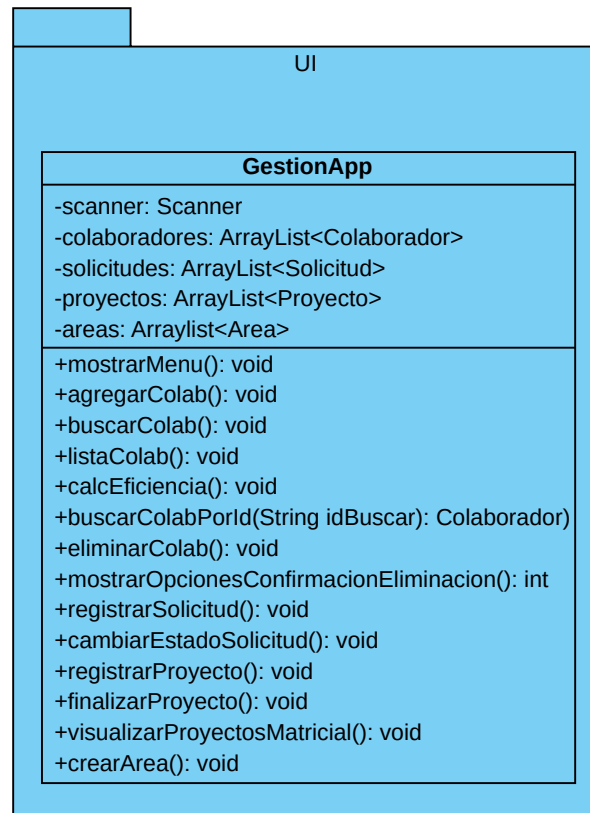 UI
GestionApp
-scanner: Scanner
-colaboradores: ArrayList<Colaborador>
-solicitudes: ArrayList<Solicitud>
-proyectos: ArrayList<Proyecto>
-areas: Arraylist<Area>
+mostrarMenu(): void
+agregarColab(): void
+buscarColab(): void
+listaColab(): void
+calcEficiencia(): void
+buscarColabPorId(String idBuscar): Colaborador)
+eliminarColab(): void
+mostrarOpcionesConfirmacionEliminacion(): int
+registrarSolicitud(): void
+cambiarEstadoSolicitud(): void
+registrarProyecto(): void
+finalizarProyecto(): void
+visualizarProyectosMatricial(): void
+crearArea(): void